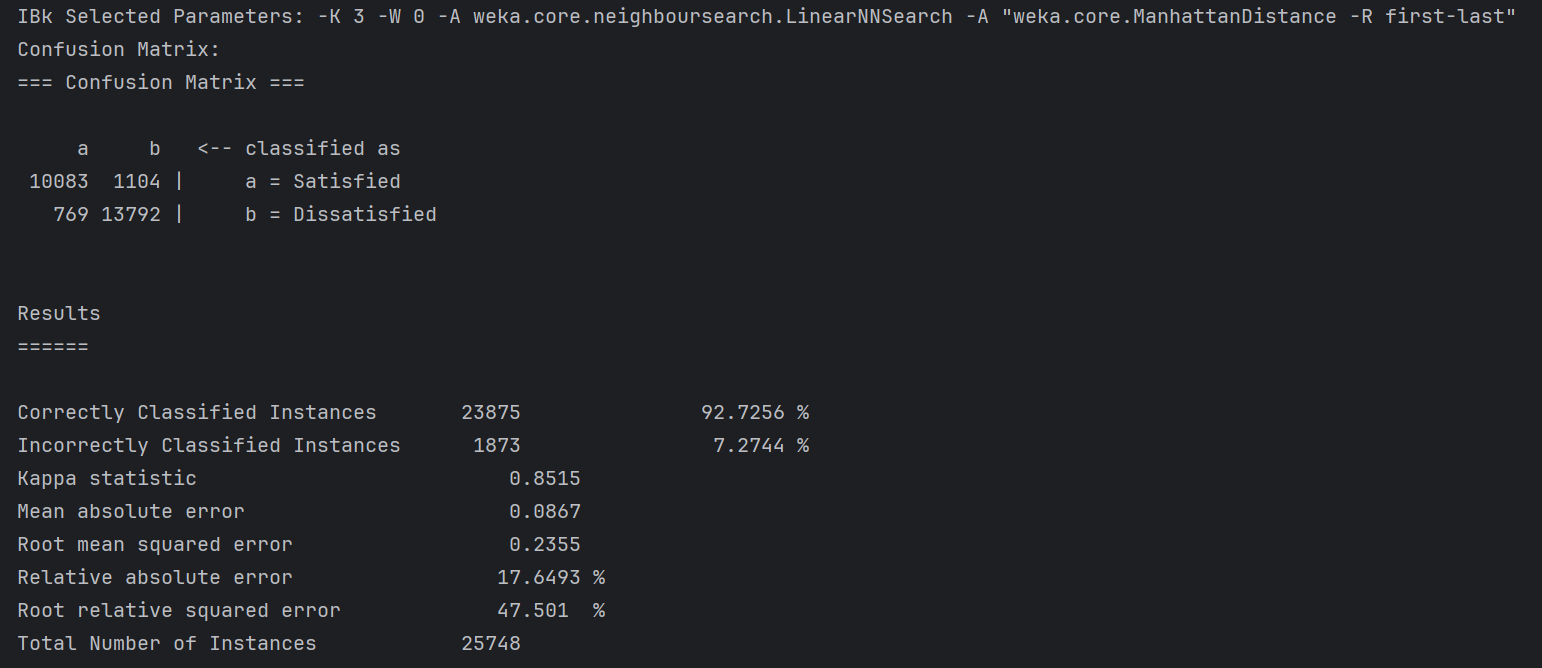 IBk Selected Parameters: -K 3 -W 0 -A weka.core.neighboursearch.LinearNNSearch -A "weka.core.ManhattanDistance -R first-last"
Confusion Matrix:
=== Confusion Matrix ===
a b <-- classified as
10083 1104 | a = Satisfied
769 13792 | b = Dissatisfied
Results
======
Correctly Classified Instances 23875 92.7256 %
Incorrectly Classified Instances 1873 7.2744 %
Kappa statistic 0.8515
Mean absolute error 0.0867
Root mean squared error 0.2355
Relative absolute error 17.6493 %
Root relative squared error 47.501 %
Total Number of Instances 25748